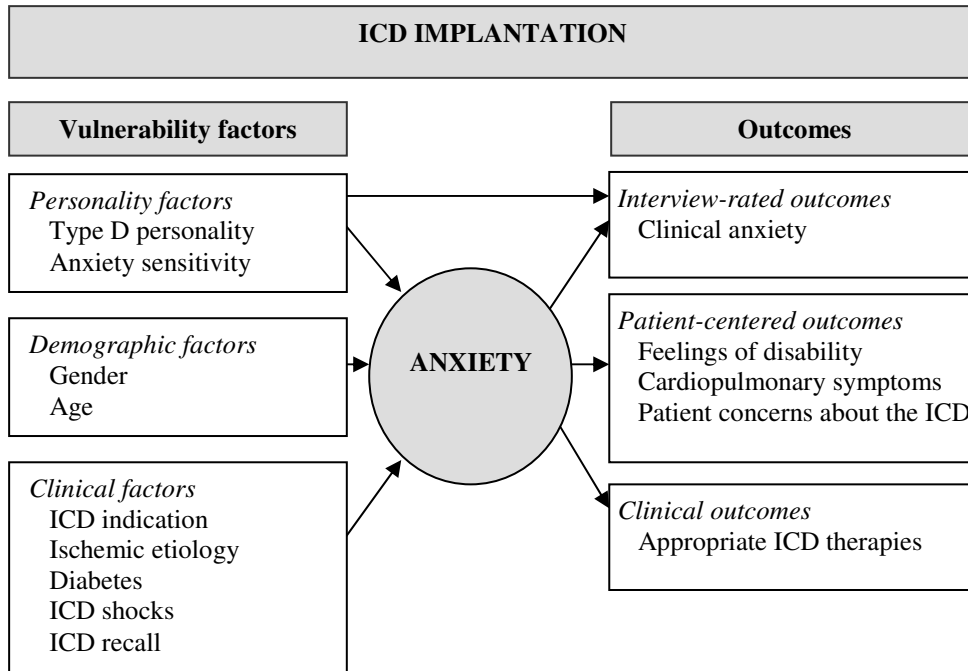 ICD IMPLANTATION
Vulnerability factors
Personality factors
Type D personality
Anxiety sensitivity
Demographic factors
Gender
Age
Clinical factors
ICD indication
Ischemic etiology
Diabetes
ICD shocks
ICD recall
ANXIETY
Outcomes
Interview-rated outcomes
Clinical anxiety
Patient-centered outcomes
Feelings of disability
Cardiopulmonary symptoms
Patient concerns about the ICD
Clinical outcomes
Appropriate ICD therapies